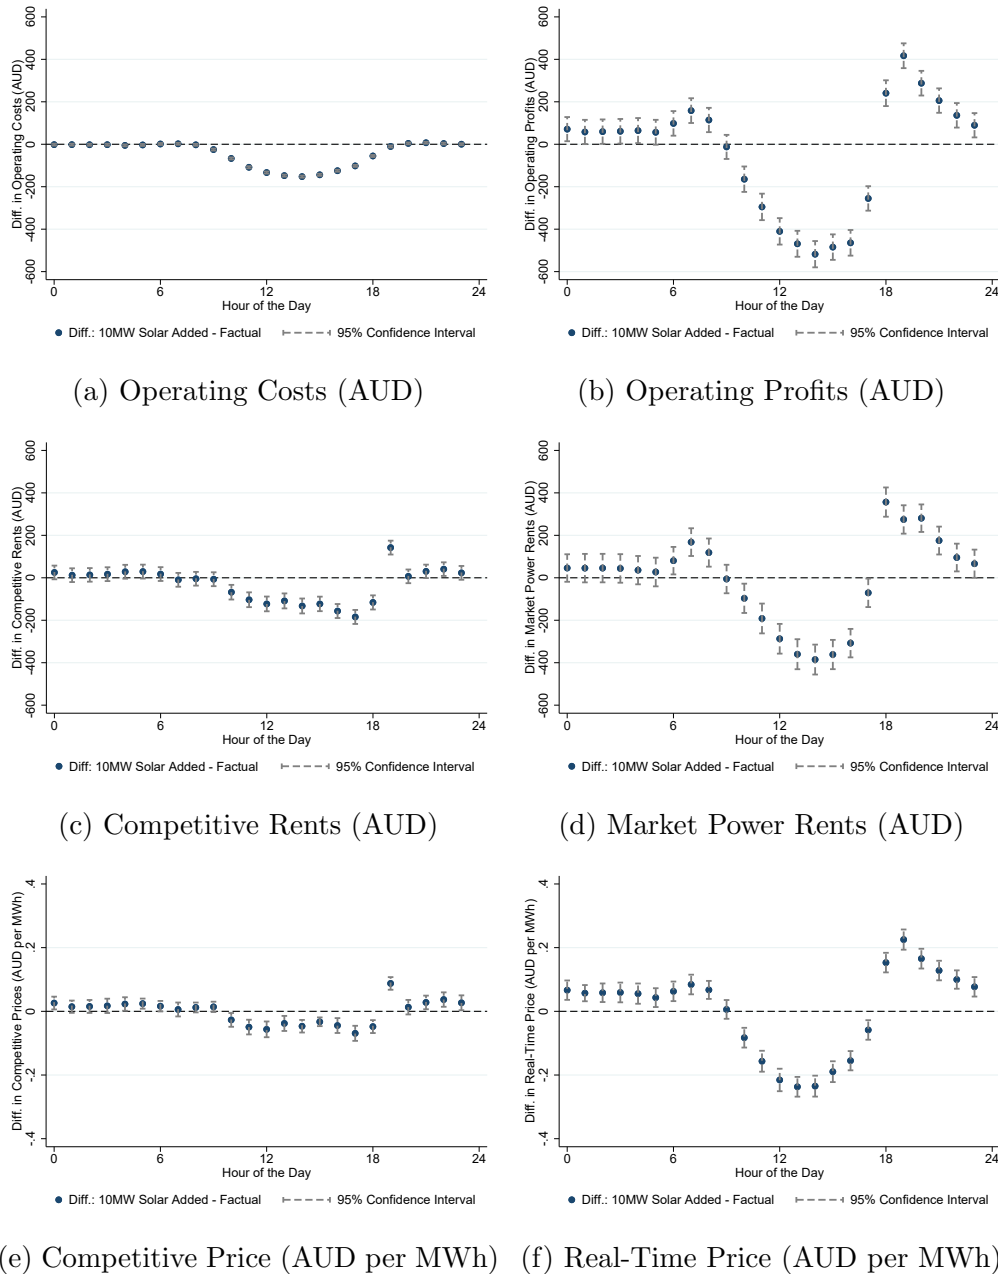 Diff. in Operating Costs (AUD)
600
400
200
0
-200
-400
-600
0 6 12 18 24
Hour of the Day
Diff.: 10MW Solar Added - Factual 95% Confidence Interval
(a) Operating Costs (AUD)
Diff. in Operating Profits (AUD)
600
400
200
0
-200
-400
-600
0 6 12 18 24
Hour of the Day
Diff.: 10MW Solar Added - Factual 95% Confidence Interval
(b) Operating Profits (AUD)
Diff. in Competitive Rents (AUD)
600
400
200
0
-200
-400
-600
0 6 12 18 24
Hour of the Day
Diff: 10MW Solar Added - Factual 95% Confidence Interval
(c) Competitive Rents (AUD)
Diff. in Market Power Rents (AUD)
600
400
200
0
-200
-400
-600
0 6 12 18 24
Hour of the Day
Diff.: 10MW Solar Added - Factual 95% Confidence Interval
(d) Market Power Rents (AUD)
Diff. in Competitive Prices (AUD per MWh)
.4
.2
0
-.2
-.4
0 6 12 18 24
Hour of the Day
Diff.: 10MW Solar Added - Factual 95% Confidence Interval
(e) Competitive Price (AUD per MWh)
Diff. in Real-Time Price (AUD per MWh)
.4
.2
0
-.2
-.4
0 6 12 18 24
Hour of the Day
Diff.: 10MW Solar Added - Factual 95% Confidence Interval
(f) Real-Time Price (AUD per MWh)